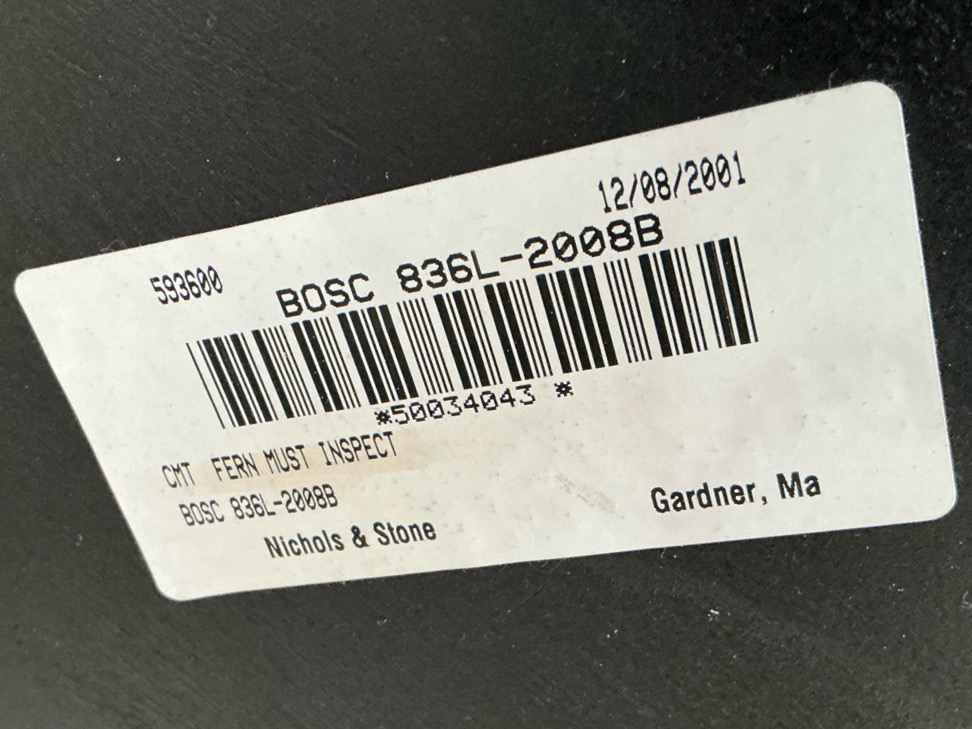 12/08/2001
593600
BOSC 836L-2008B
*50034043 *
CMT FERN MUST INSPECT
BOSC 836L-2008B
Nichols & Stone
Gardner, Ma